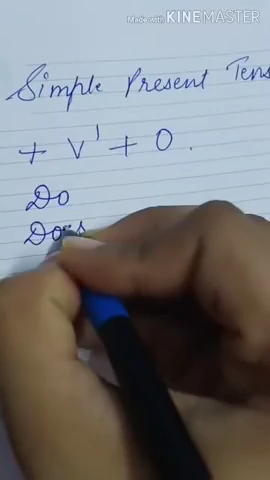 Made with KINEMASTER
Simple Present Tens
+ V¹ + O.
Do
Does